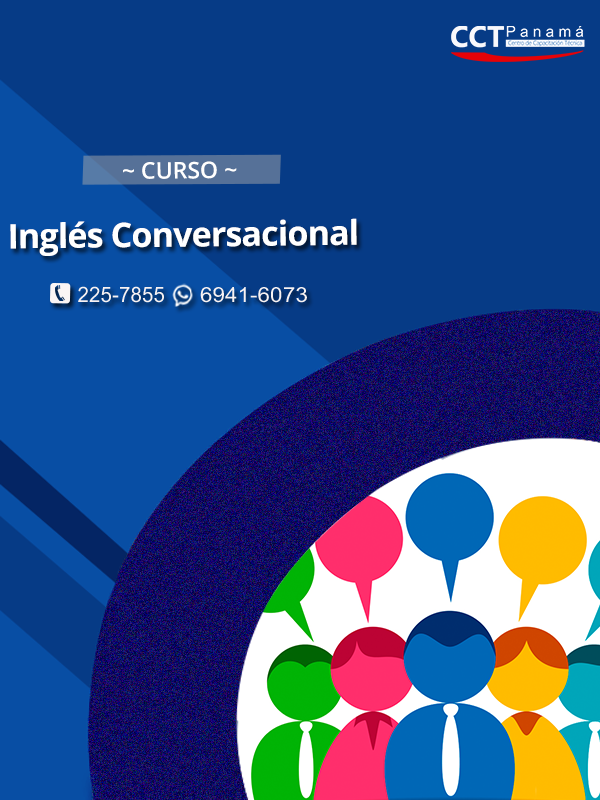 CCT Panamá
Centro de Capacitación Técnica
~ CURSO ~
Inglés Conversacional
225-7855 6941-6073